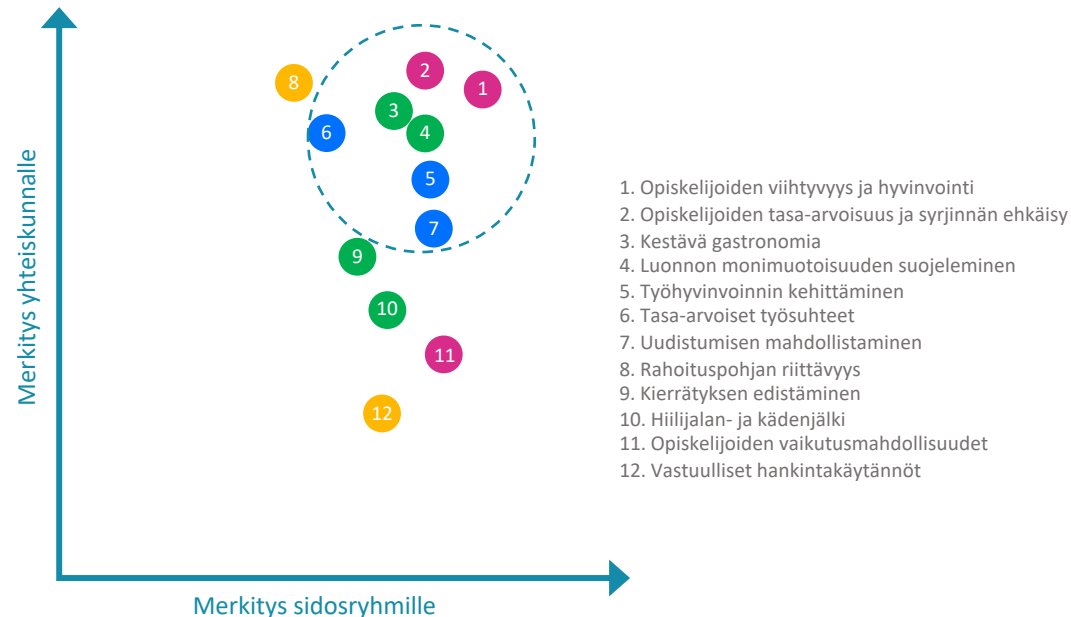 2
1
8
3
6
4
5
7
9
10
11
12
Merkitys yhteiskunnalle
Merkitys sidosryhmille
1. Opiskelijoiden viihtyvyys ja hyvinvointi
2. Opiskelijoiden tasa-arvoisuus ja syrjinnän ehkäisy
3. Kestävä gastronomia
4. Luonnon monimuotoisuuden suojeleminen
5. Työhyvinvoinnin kehittäminen
6. Tasa-arvoiset työsuhteet
7. Uudistumisen mahdollistaminen
8. Rahoituspohjan riittävyys
9. Kierrätyksen edistäminen
10. Hiilijalan- ja kädenjälki
11. Opiskelijoiden vaikutusmahdollisuudet
12. Vastuulliset hankintakäytännöt